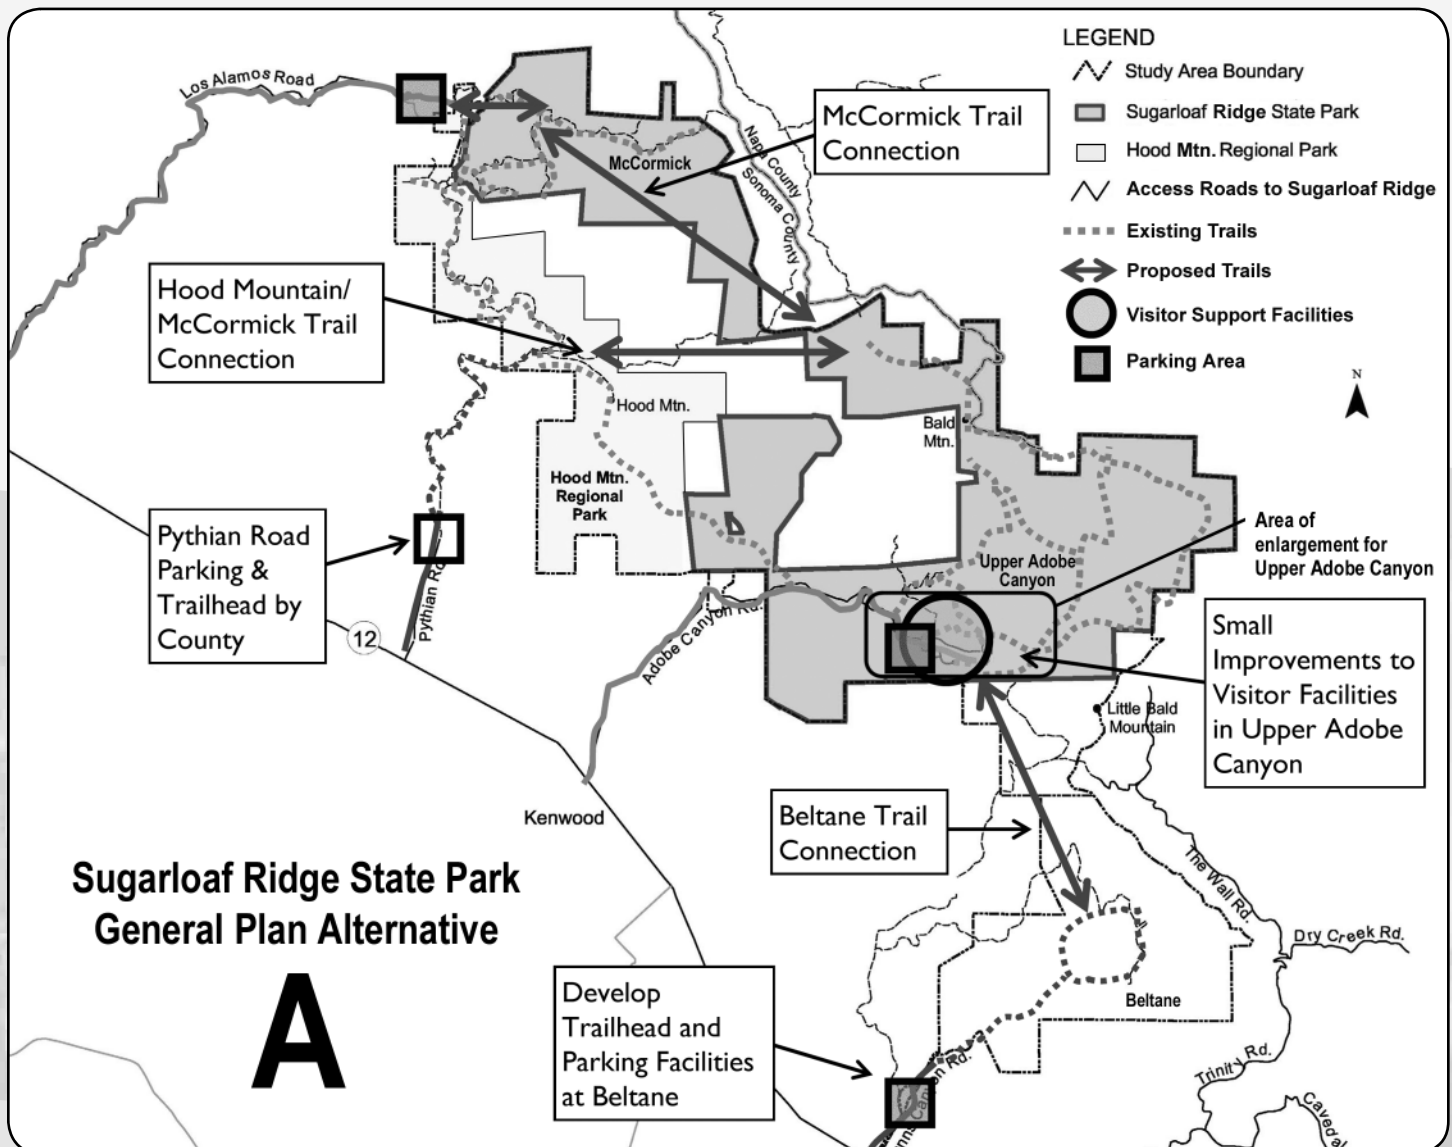 LEGEND
Study Area Boundary
Sugarloaf Ridge State Park
Hood Mtn. Regional Park
Access Roads to Sugarloaf Ridge
Existing Trails
Proposed Trails
Visitor Support Facilities
Parking Area
N
Los Alamos Road
McCormick Trail
Connection
McCormick
Napa County
Sonoma County
Hood Mountain/
McCormick Trail
Connection
Hood Mtn.
Bald
Mtn.
Hood Mtn.
Regional
Park
Pythian Road
Parking &
Trailhead by
County
Pythian Rd.
12
Area of
enlargement for
Upper Adobe Canyon
Upper Adobe
Canyon
Adobe Canyon Rd.
Small
Improvements to
Visitor Facilities
in Upper Adobe
Canyon
Little Bald
Mountain
Kenwood
Beltane Trail
Connection
The Wall Rd.
Dry Creek Rd.
Sugarloaf Ridge State Park
General Plan Alternative
A
Develop
Trailhead and
Parking Facilities
at Beltane
Beltane
Rd.
Trinity Rd.